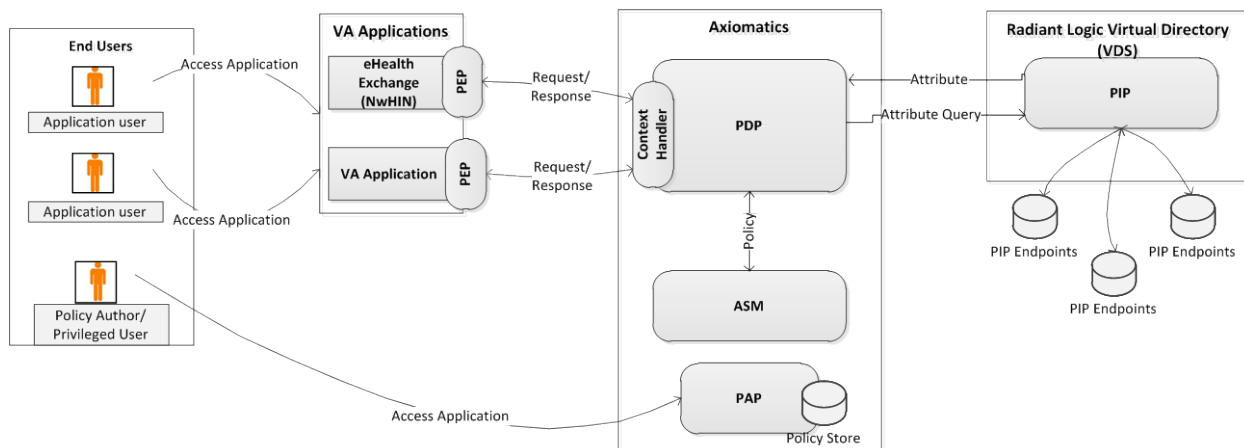 End Users
Application user
Application user
Policy Author/
Privileged User
Access Application
Access Application
Access Application
VA Applications
eHealth
Exchange
(NwHIN)
PEP
VA Application
PEP
Request/
Response
Request/
Response
Axiomatics
Context
Handler
PDP
Policy
ASM
PAP
Policy Store
Attribute
Attribute Query
Radiant Logic Virtual Directory
(VDS)
PIP
PIP Endpoints
PIP Endpoints
PIP Endpoints